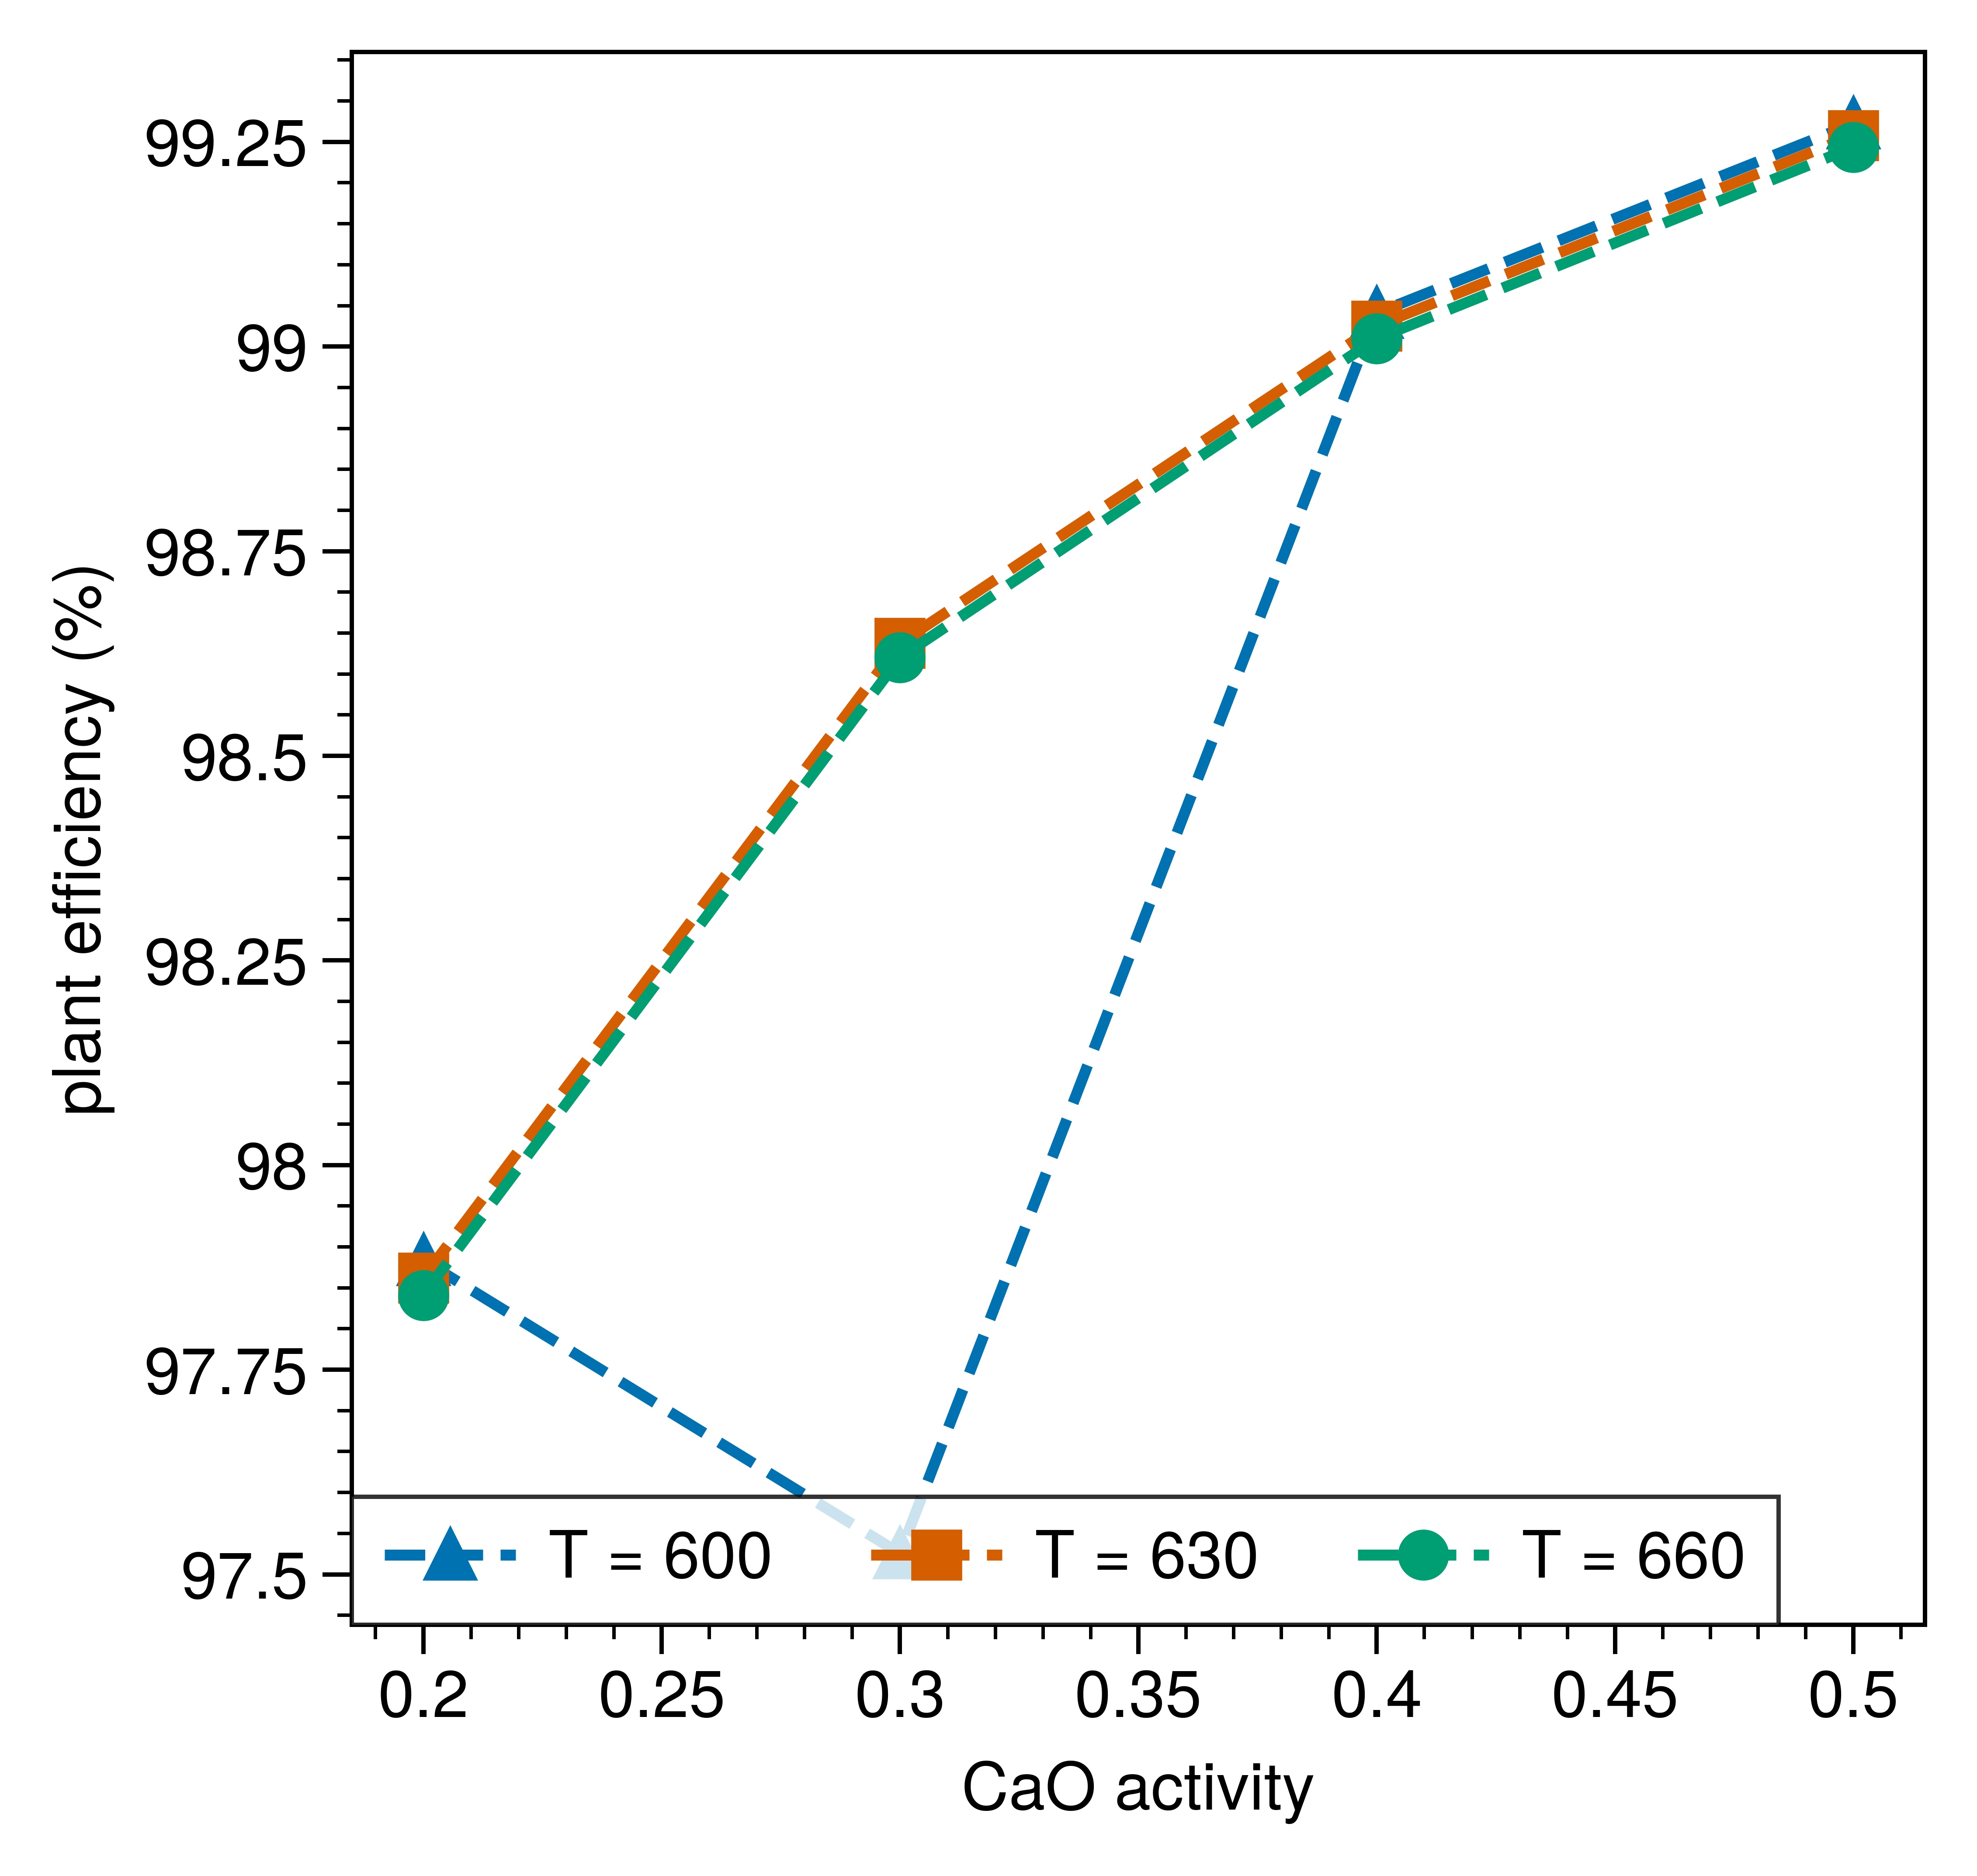 plant efficiency (%)
99.25
99
98.75
98.5
98.25
98
97.75
97.5
T = 600 T = 630 T = 660
0.2 0.25 0.3 0.35 0.4 0.45 0.5
CaO activity